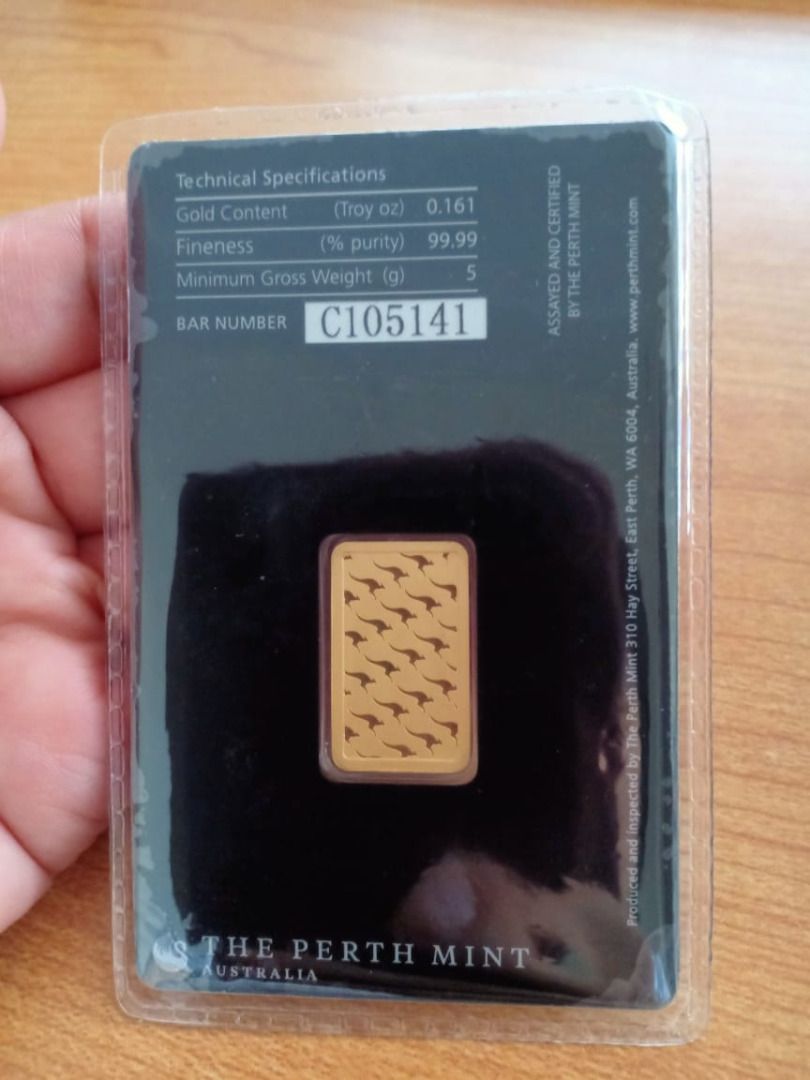 Technical Specifications
Gold Content (Troy oz) 0.161
Fineness (% purity) 99.99
Minimum Gross Weight (g) 5
BAR NUMBER C105141
ASSAYED AND CERTIFIED
BY THE PERTH MINT
Produced and inspected by The Perth Mint 310 Hay Street, East Perth, WA 6004, Australia. www.perthmint.com
THE PERTH MINT
AUSTRALIA